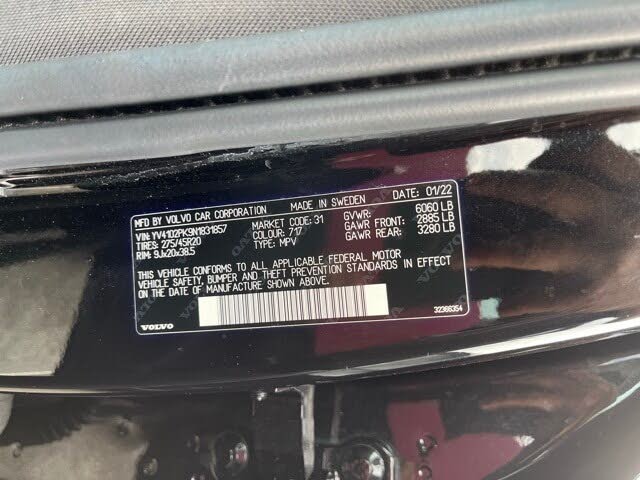 MFD BY VOLVO CAR CORPORATION MADE IN SWEDEN DATE: 01/22
VIN: YV4102PK9N1831857 MARKET CODE: 31 GVWR: 6060 LB
TIRES: 275/45R20 COLOUR: 717 GAWR FRONT: 2885 LB
RIM: 9Jx20x38.5 TYPE: MPV GAWR REAR: 3280 LB
THIS VEHICLE CONFORMS TO ALL APPLICABLE FEDERAL MOTOR
VEHICLE SAFETY, BUMPER AND THEFT PREVENTION STANDARDS IN EFFECT
ON THE DATE OF MANUFACTURE SHOWN ABOVE.
VOLVO 32266354